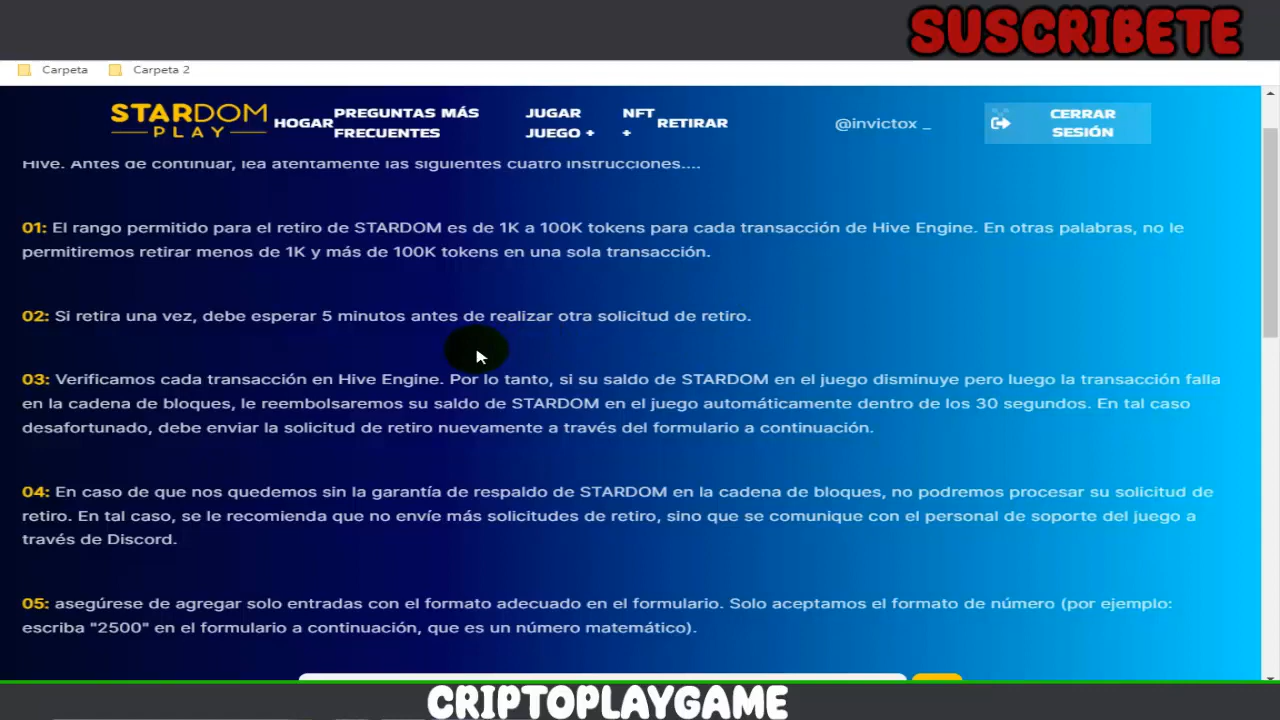 SUSCRIBETE
Carpeta Carpeta 2
STARDOM
PLAY
HOGAR
PREGUNTAS MÁS
FRECUENTES
JUGAR
JUEGO +
NFT
+
RETIRAR
@invictox _
CERRAR
SESIÓN
Hive. Antes de continuar, lea atentamente las siguientes cuatro instrucciones....
01: El rango permitido para el retiro de STARDOM es de 1K a 100K tokens para cada transacción de Hive Engine. En otras palabras, no le
permitiremos retirar menos de 1K y más de 100K tokens en una sola transacción.
02: Si retira una vez, debe esperar 5 minutos antes de realizar otra solicitud de retiro.
03: Verificamos cada transacción en Hive Engine. Por lo tanto, si su saldo de STARDOM en el juego disminuye pero luego la transacción falla
en la cadena de bloques, le reembolsaremos su saldo de STARDOM en el juego automáticamente dentro de los 30 segundos. En tal caso
desafortunado, debe enviar la solicitud de retiro nuevamente a través del formulario a continuación.
04: En caso de que nos quedemos sin la garantía de respaldo de STARDOM en la cadena de bloques, no podremos procesar su solicitud de
retiro. En tal caso, se le recomienda que no envíe más solicitudes de retiro, sino que se comunique con el personal de soporte del juego a
través de Discord.
05: asegúrese de agregar solo entradas con el formato adecuado en el formulario. Solo aceptamos el formato de número (por ejemplo:
escriba "2500" en el formulario a continuación, que es un número matemático).
CRIPTOPLAYGAME